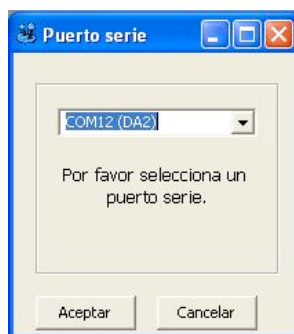 Puerto serie
COM12 (DA2)
Por favor selecciona un
puerto serie.
Aceptar
Cancelar